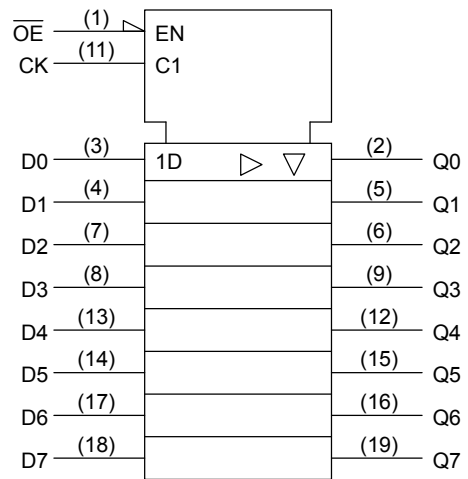 O̅E̅ (1) EN
CK (11) C1
D0 (3) 1D (2) Q0
D1 (4) (5) Q1
D2 (7) (6) Q2
D3 (8) (9) Q3
D4 (13) (12) Q4
D5 (14) (15) Q5
D6 (17) (16) Q6
D7 (18) (19) Q7